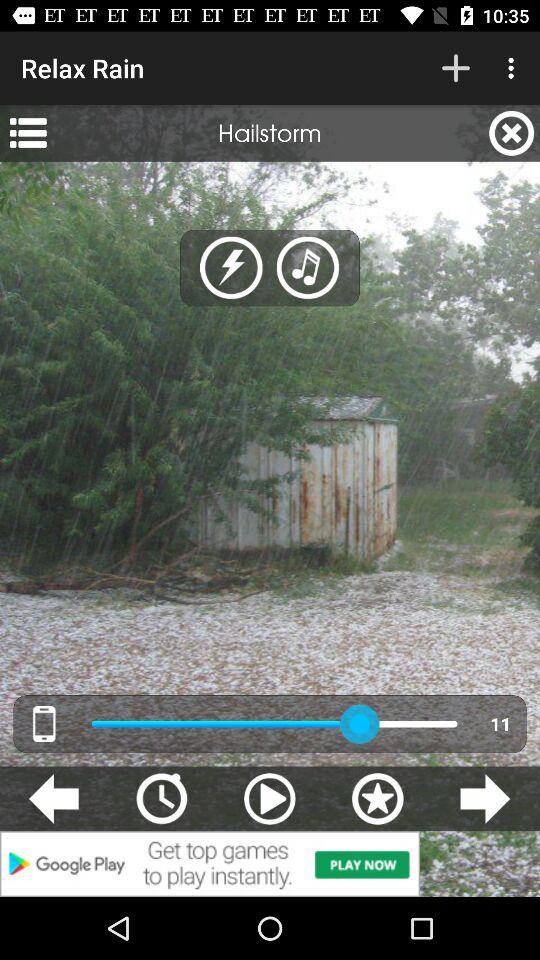 ET ET ET ET ET ET ET ET ET ET ET 10:35
Relax Rain
Hailstorm
11
Google Play
Get top games
to play instantly.
PLAY NOW